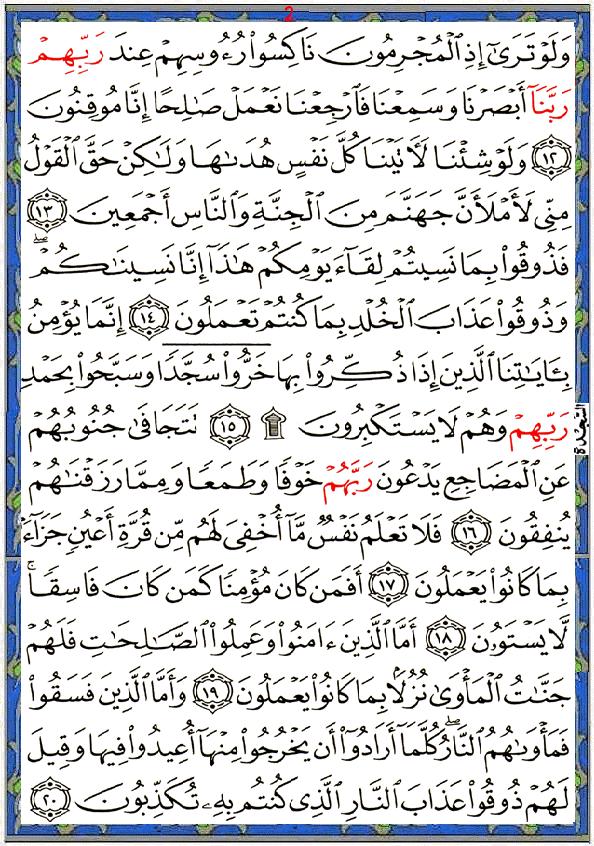 2
وَلَوْ تَرَىٰٓ إِذِ ٱلْمُجْرِمُونَ نَاكِسُوا۟ رُءُوسِهِمْ عِندَ رَبِّهِمْ
رَبَّنَآ أَبْصَرْنَا وَسَمِعْنَا فَٱرْجِعْنَا نَعْمَلْ صَٰلِحًا إِنَّا مُوقِنُونَ
١٢ وَلَوْ شِئْنَا لَءَاتَيْنَا كُلَّ نَفْسٍ هُدَىٰهَا وَلَٰكِنْ حَقَّ ٱلْقَوْلُ
مِنِّى لَأَمْلَأَنَّ جَهَنَّمَ مِنَ ٱلْجِنَّةِ وَٱلنَّاسِ أَجْمَعِينَ ١٣
فَذُوقُوا۟ بِمَا نَسِيتُمْ لِقَآءَ يَوْمِكُمْ هَٰذَآ إِنَّا نَسِينَٰكُمْ ۖ
وَذُوقُوا۟ عَذَابَ ٱلْخُلْدِ بِمَا كُنتُمْ تَعْمَلُونَ ١٤ إِنَّمَا يُؤْمِنُ
بِـَٔايَٰتِنَا ٱلَّذِينَ إِذَا ذُكِّرُوا۟ بِهَا خَرُّوا۟ سُجَّدًا وَسَبَّحُوا۟ بِحَمْدِ
رَبِّهِمْ وَهُمْ لَا يَسْتَكْبِرُونَ ۩ ١٥ تَتَجَافَىٰ جُنُوبُهُمْ
السَّجْدَة
عَنِ ٱلْمَضَاجِعِ يَدْعُونَ رَبَّهُمْ خَوْفًا وَطَمَعًا وَمِمَّا رَزَقْنَٰهُمْ
يُنفِقُونَ ١٦ فَلَا تَعْلَمُ نَفْسٌ مَّآ أُخْفِىَ لَهُم مِّن قُرَّةِ أَعْيُنٍ جَزَآءًۢ
بِمَا كَانُوا۟ يَعْمَلُونَ ١٧ أَفَمَن كَانَ مُؤْمِنًا كَمَن كَانَ فَاسِقًا ۚ
لَّا يَسْتَوُۥنَ ١٨ أَمَّا ٱلَّذِينَ ءَامَنُوا۟ وَعَمِلُوا۟ ٱلصَّٰلِحَٰتِ فَلَهُمْ
جَنَّٰتُ ٱلْمَأْوَىٰ نُزُلًۢا بِمَا كَانُوا۟ يَعْمَلُونَ ١٩ وَأَمَّا ٱلَّذِينَ فَسَقُوا۟
فَمَأْوَىٰهُمُ ٱلنَّارُ ۖ كُلَّمَآ أَرَادُوٓا۟ أَن يَخْرُجُوا۟ مِنْهَآ أُعِيدُوا۟ فِيهَا وَقِيلَ
لَهُمْ ذُوقُوا۟ عَذَابَ ٱلنَّارِ ٱلَّذِى كُنتُم بِهِۦ تُكَذِّبُونَ ٢٠